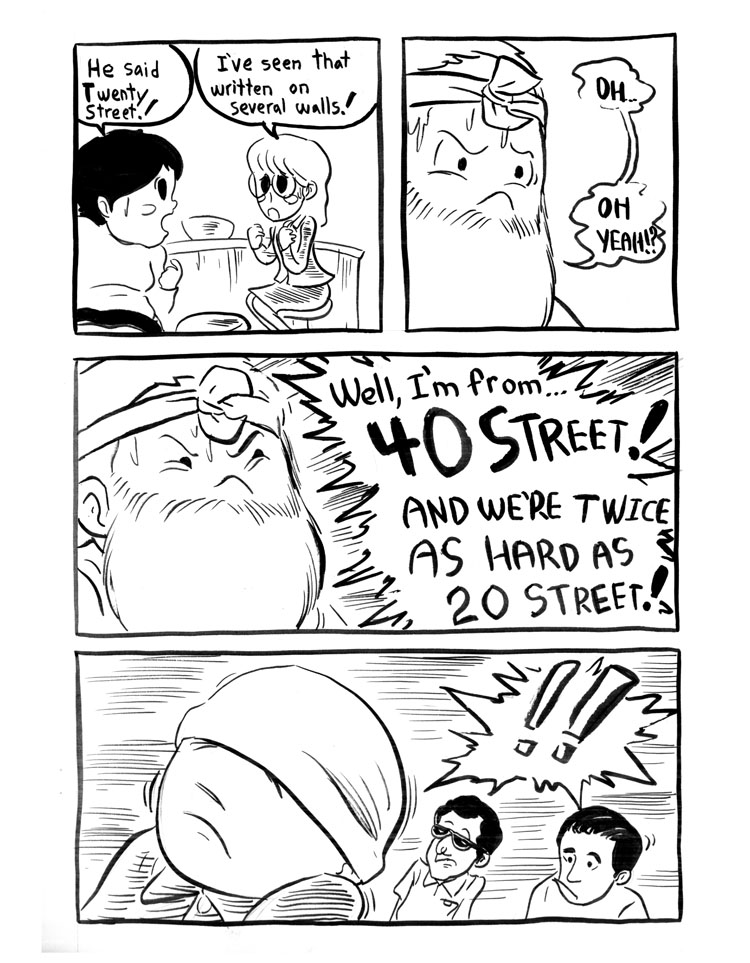 He said
Twenty
Street!
I've seen that
written on
several walls!
OH...
OH
YEAH!?
Well, I'm from...
40 STREET!
AND WE'RE TWICE
AS HARD AS
20 STREET!
!!